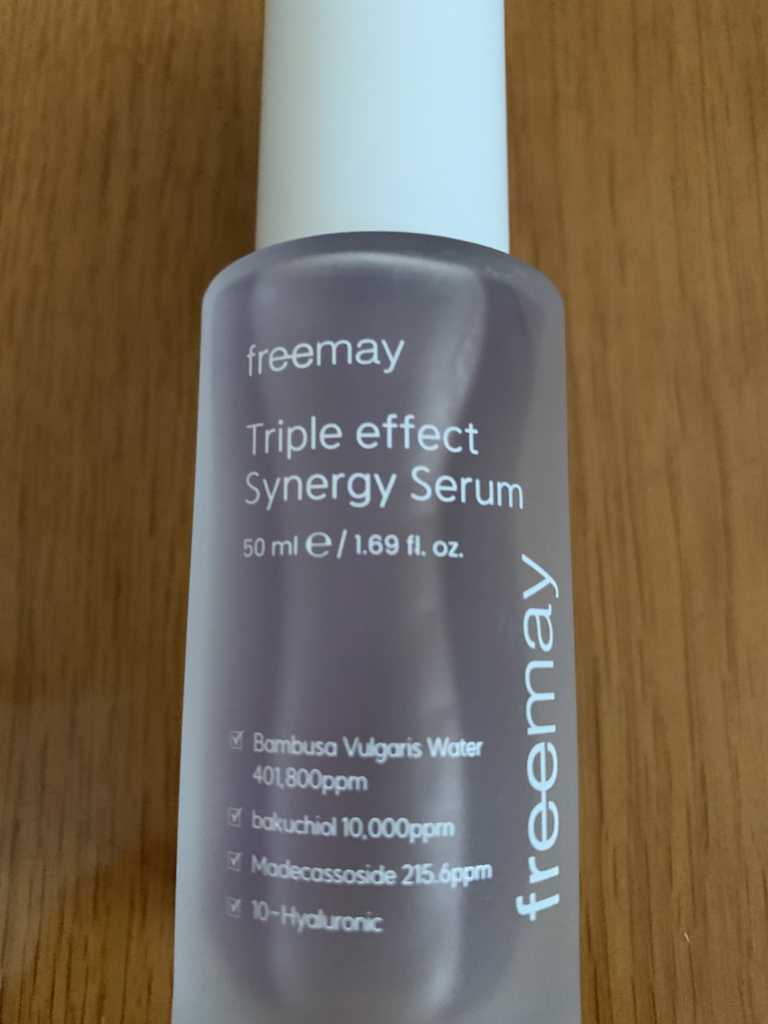 freemay
Triple effect
Synergy Serum
50 ml ℮ / 1.69 fl. oz.
freemay
☑ Bambusa Vulgaris Water
401,800ppm
☑ bakuchiol 10,000ppm
☑ Madecassoside 215.6ppm
☑ 10-Hyaluronic